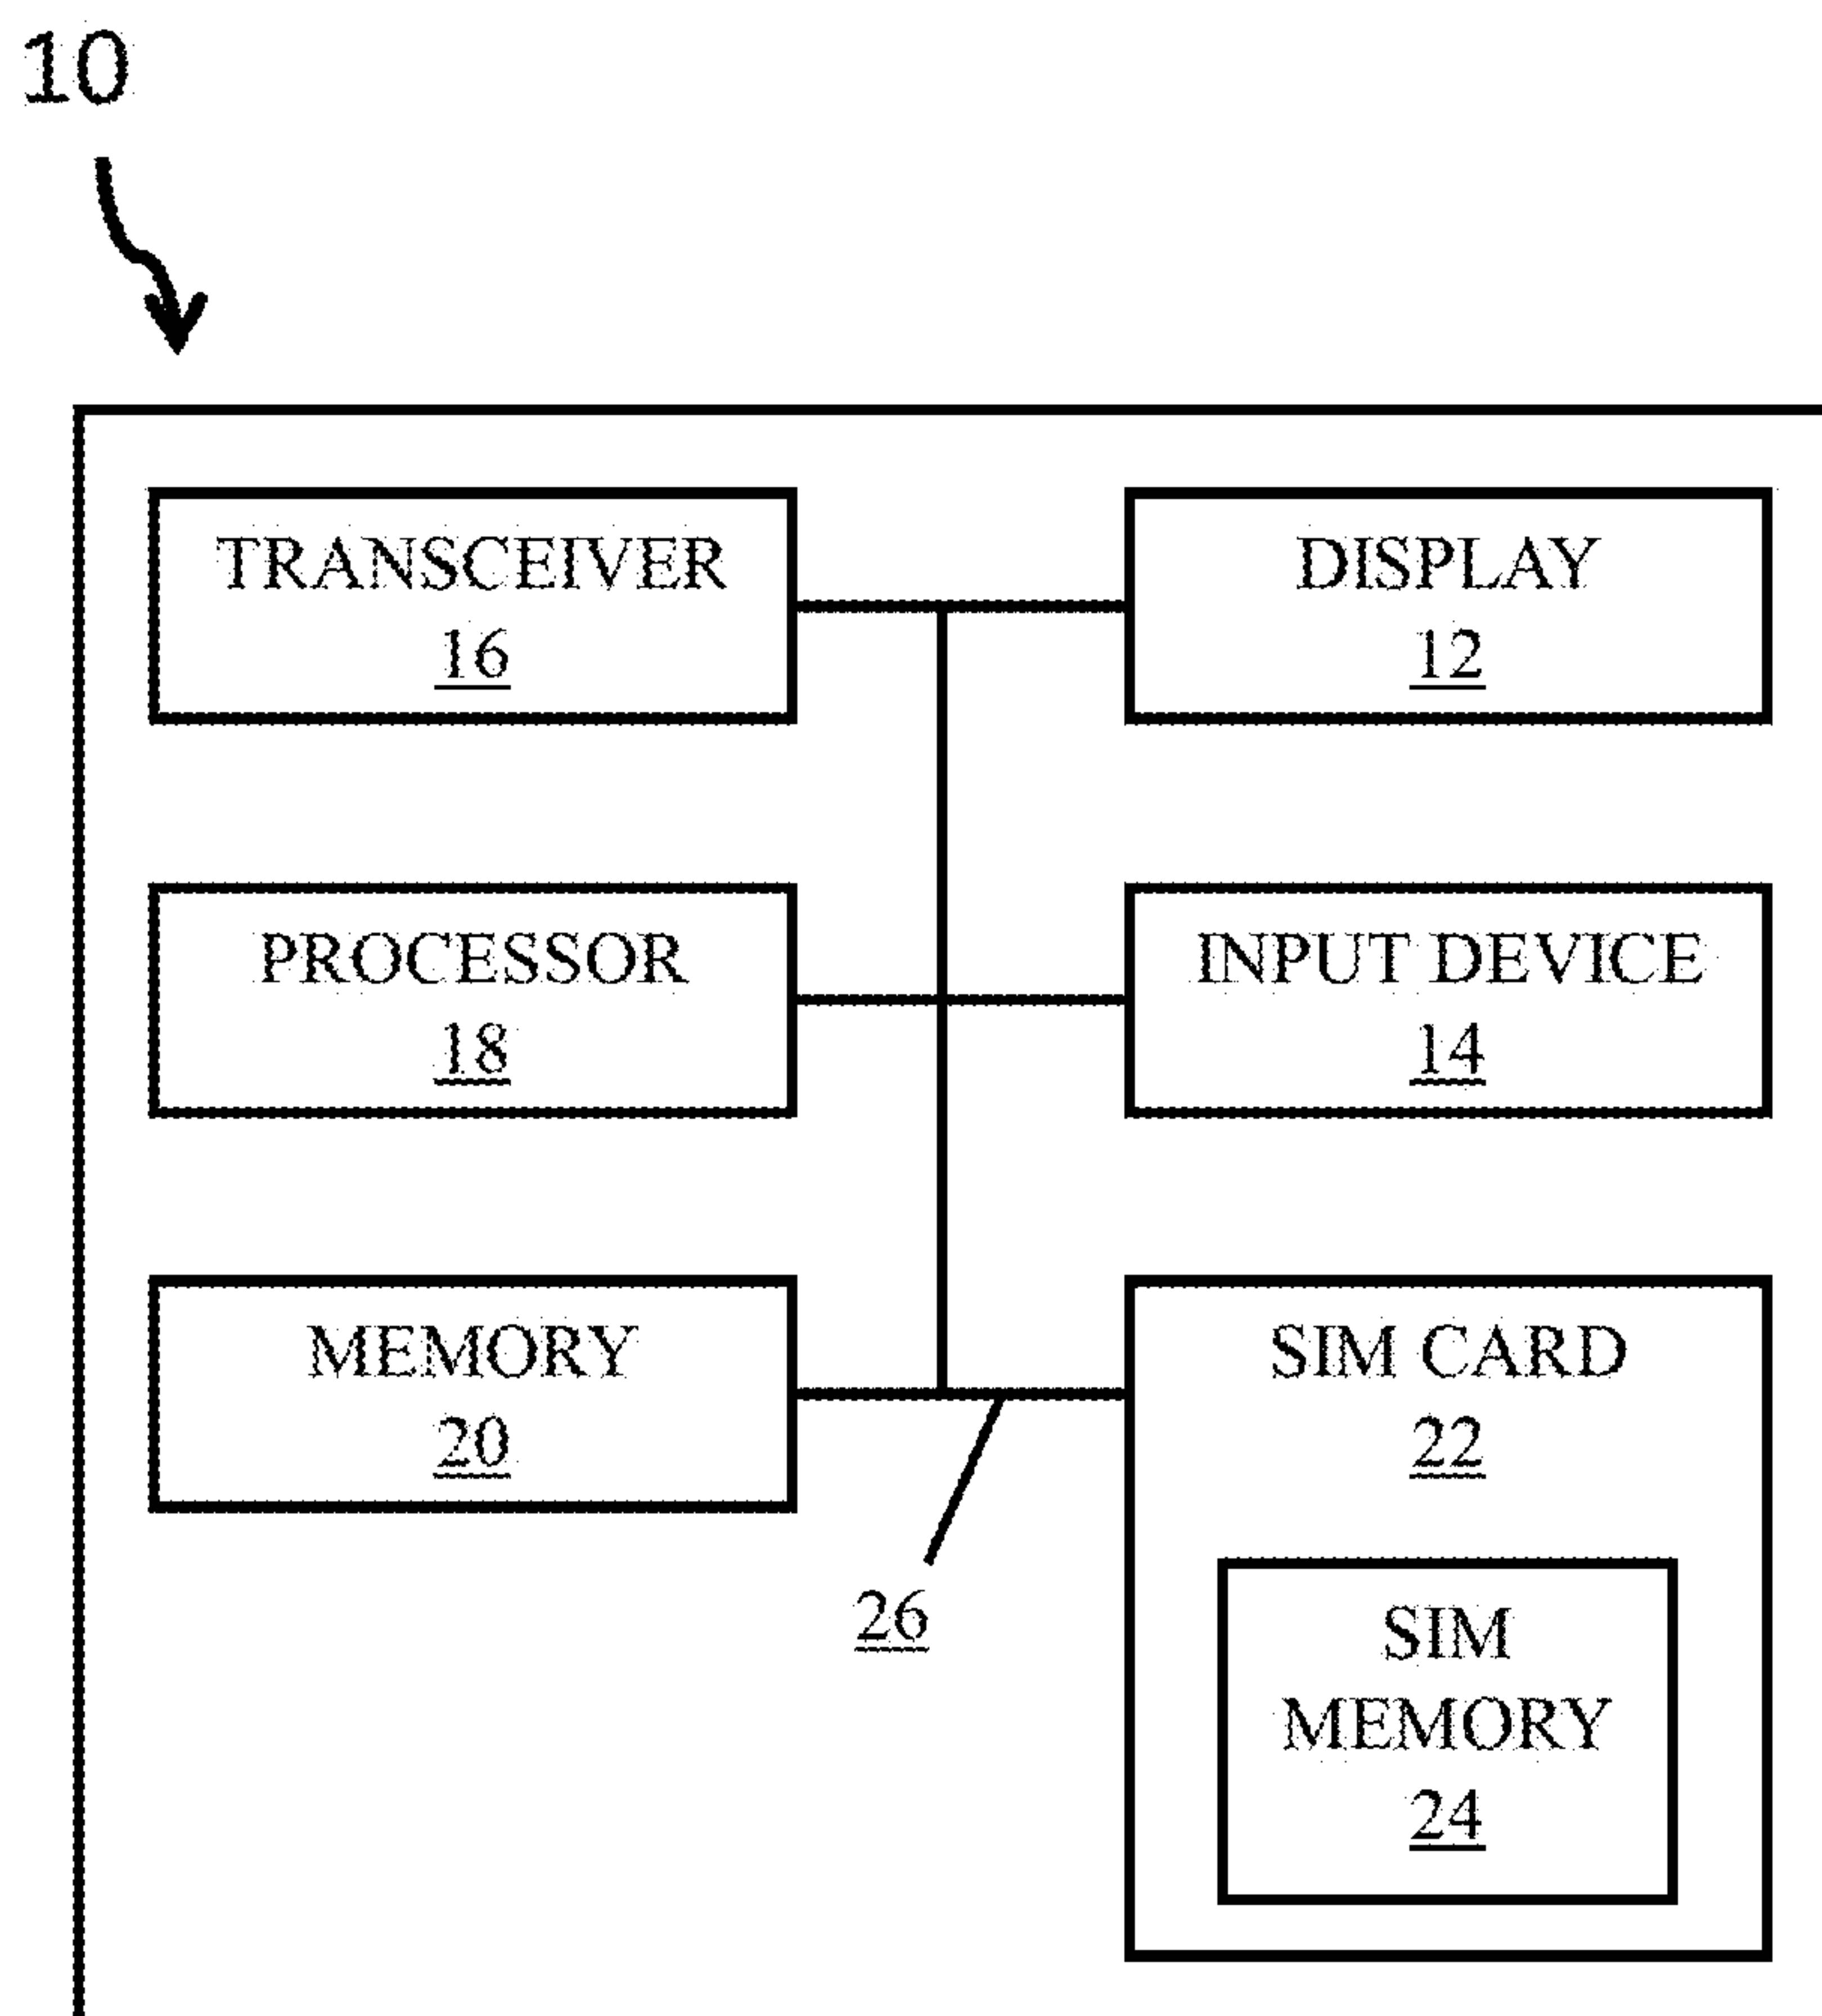 10
TRANSCEIVER
16
DISPLAY
12
PROCESSOR
18
INPUT DEVICE
14
MEMORY
20
SIM CARD
22
26
SIM
MEMORY
24